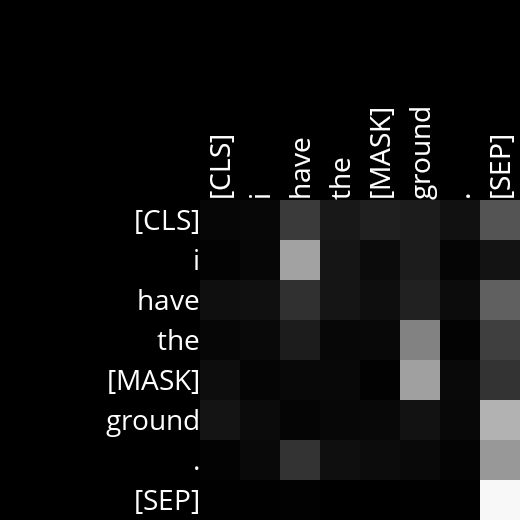 [CLS] i have the [MASK] ground . [SEP]
[CLS]
i
have
the
[MASK]
ground
.
[SEP]